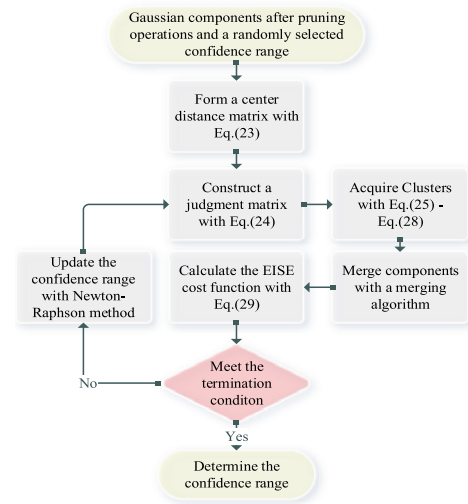 Gaussian components after pruning
operations and a randomly selected
confidence range
Form a center
distance matrix with
Eq.(23)
Construct a
judgment matrix
with Eq.(24)
Acquire Clusters
with Eq.(25) -
Eq.(28)
Update the
confidence range
with Newton-
Raphson method
Calculate the EISE
cost function with
Eq.(29)
Merge components
with a merging
algorithm
Meet the
termination
conditon
No
Yes
Determine the
confidence range